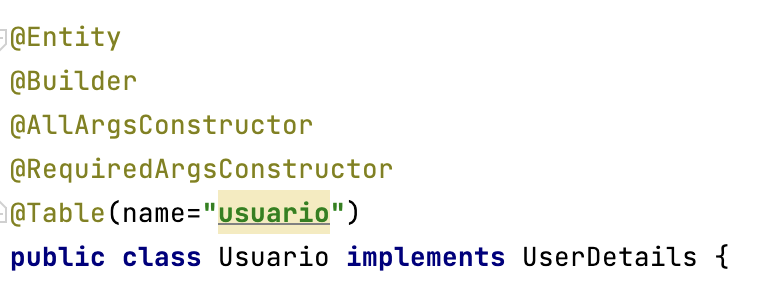 @Entity
@Builder
@AllArgsConstructor
@RequiredArgsConstructor
@Table(name="usuario")
public class Usuario implements UserDetails {